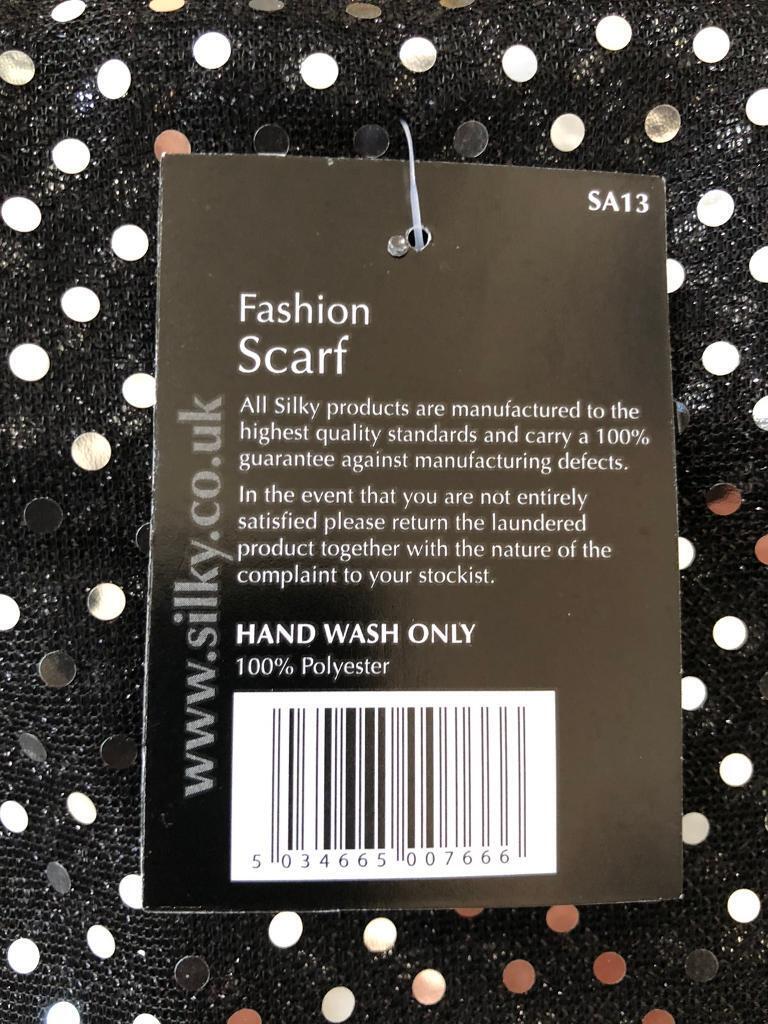 SA13
Fashion
Scarf
All Silky products are manufactured to the
highest quality standards and carry a 100%
guarantee against manufacturing defects.
In the event that you are not entirely
satisfied please return the laundered
product together with the nature of the
complaint to your stockist.
HAND WASH ONLY
100% Polyester
www.silky.co.uk
5 034665 007666